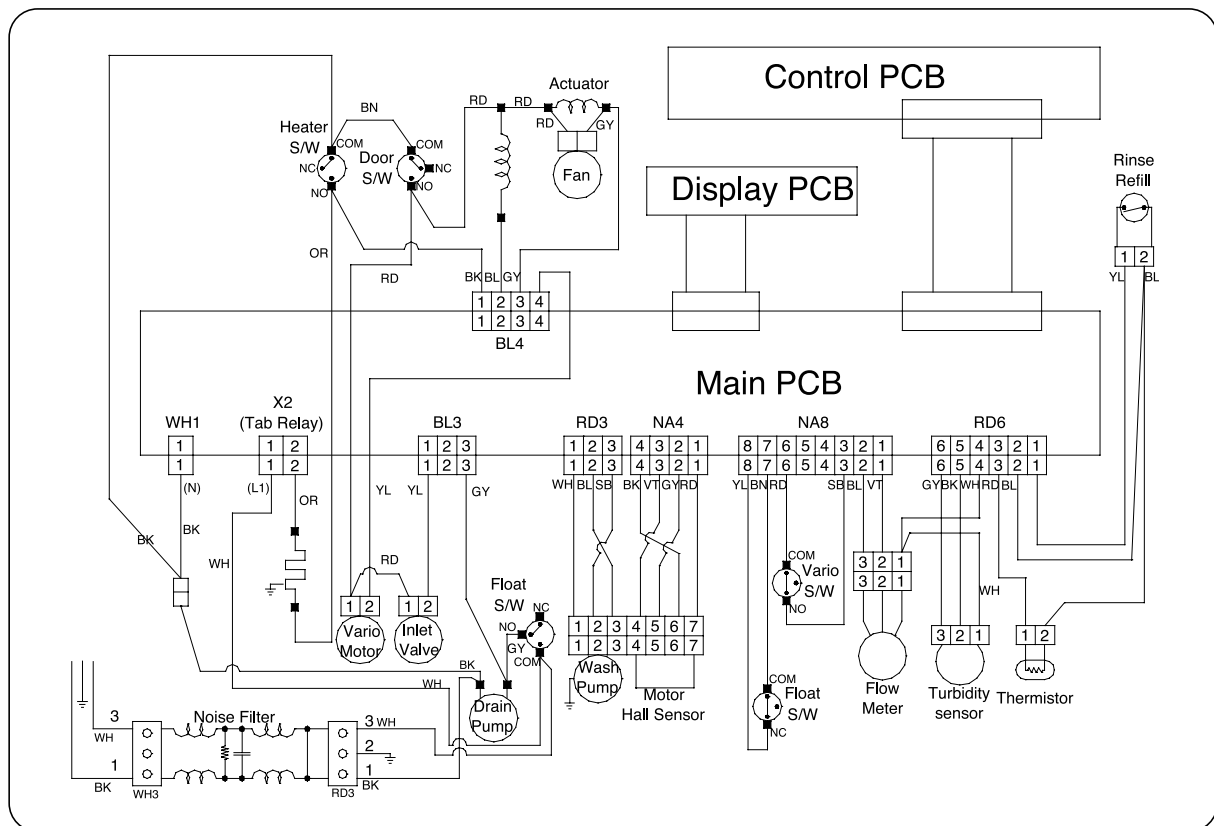 Control PCB
Actuator
RD
RD
BN
RD
GY
Heater
S/W
COM
COM
NC
Door
S/W
NC
NO
NO
Fan
Display PCB
Rinse
Refill
OR
RD
BK BL GY
1 2
YL BL
1 2 3 4
1 2 3 4
BL4
Main PCB
WH1
X2
(Tab Relay)
BL3
RD3
NA4
NA8
RD6
1
1 2
1 2 3
1 2 3
4 3 2 1
8 7 6 5 4 3 2 1
6 5 4 3 2 1
1
1 2
1 2 3
1 2 3
4 3 2 1
8 7 6 5 4 3 2 1
6 5 4 3 2 1
(N)
(L1)
OR
YL
YL
GY
WH BL SB
BK VT GY RD
YL BN RD
SB BL VT
GY BK WH RD BL
BK
BK
WH
RD
COM
Vario
S/W
NO
3 2 1
3 2 1
WH
Float
S/W
NC
NO
GY
COM
1 2
Vario
Motor
1 2
Inlet
Valve
1 2 3 4 5 6 7
1 2 3 4 5 6 7
3 2 1
1 2
BK
WH
Drain
Pump
Wash
Pump
Motor
Hall Sensor
COM
Float
S/W
NC
Flow
Meter
Turbidity
sensor
Thermistor
3
WH
Noise Filter
3 WH
2
1
BK
1
BK
WH3
RD3